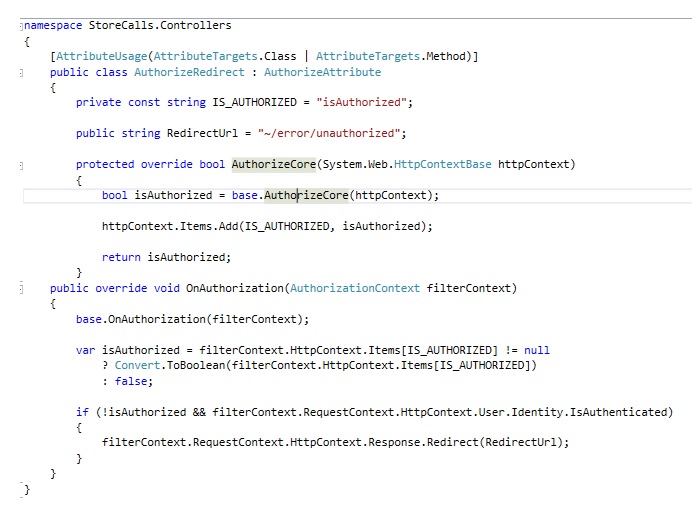 namespace StoreCalls.Controllers
{
    [AttributeUsage(AttributeTargets.Class | AttributeTargets.Method)]
    public class AuthorizeRedirect : AuthorizeAttribute
    {
        private const string IS_AUTHORIZED = "isAuthorized";

        public string RedirectUrl = "~/error/unauthorized";

        protected override bool AuthorizeCore(System.Web.HttpContextBase httpContext)
        {
            bool isAuthorized = base.AuthorizeCore(httpContext);

            httpContext.Items.Add(IS_AUTHORIZED, isAuthorized);

            return isAuthorized;
        }
    public override void OnAuthorization(AuthorizationContext filterContext)
    {
        base.OnAuthorization(filterContext);

        var isAuthorized = filterContext.HttpContext.Items[IS_AUTHORIZED] != null
            ? Convert.ToBoolean(filterContext.HttpContext.Items[IS_AUTHORIZED])
            : false;

        if (!isAuthorized && filterContext.RequestContext.HttpContext.User.Identity.IsAuthenticated)
        {
            filterContext.RequestContext.HttpContext.Response.Redirect(RedirectUrl);
        }
    }
}